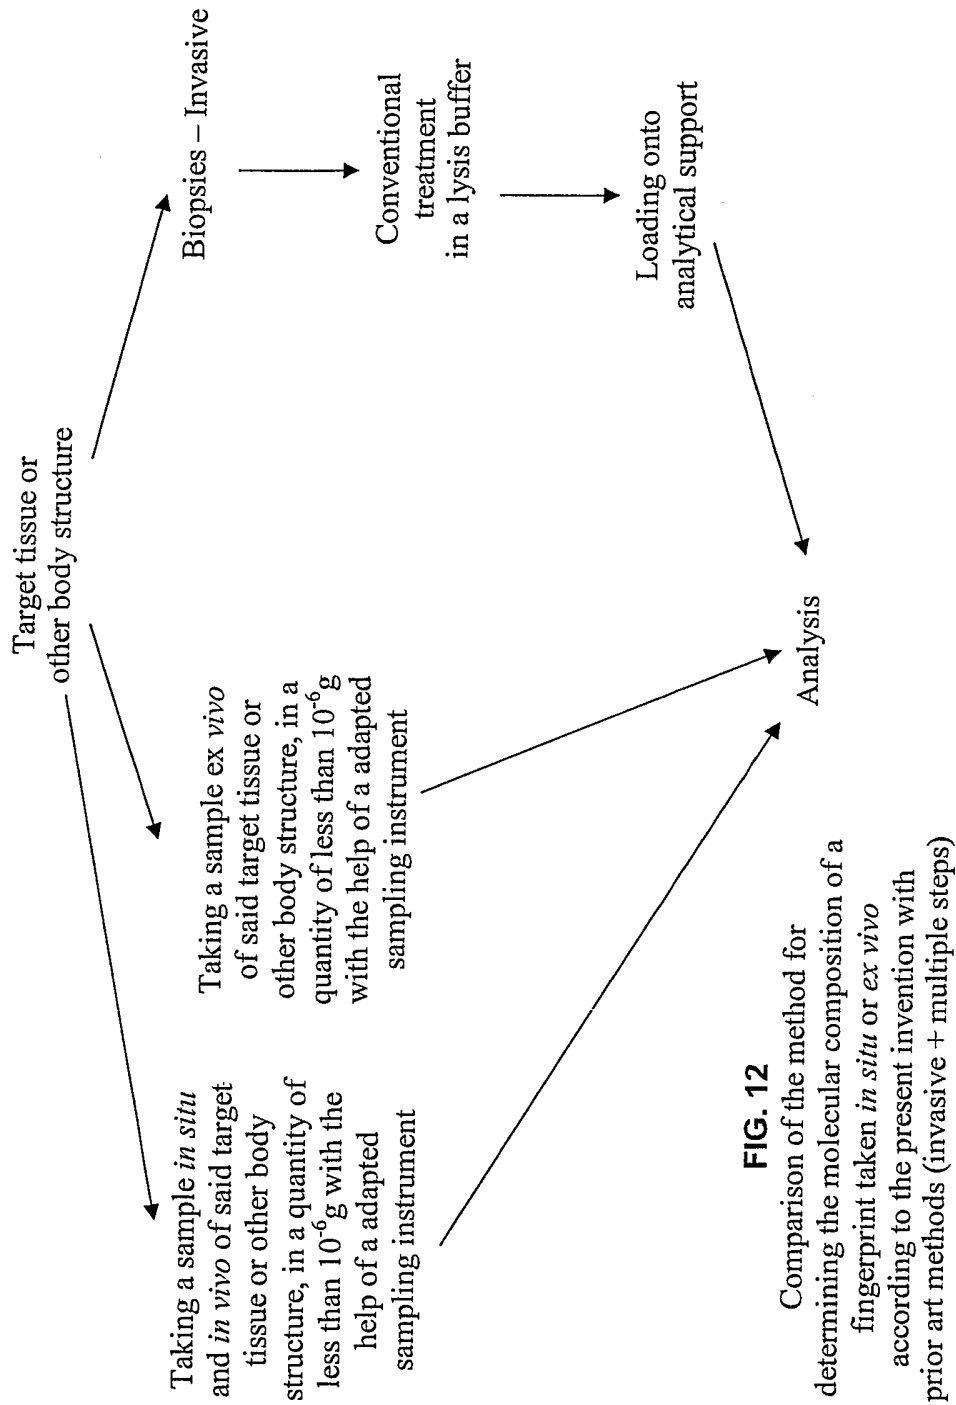 Target tissue or
other body structure
Taking a sample in situ
and in vivo of said target
tissue or other body
structure, in a quantity of
less than 10⁻⁶g with the
help of a adapted
sampling instrument
Taking a sample ex vivo
of said target tissue or
other body structure, in a
quantity of less than 10⁻⁶g
with the help of a adapted
sampling instrument
Biopsies – Invasive
Conventional
treatment
in a lysis buffer
Loading onto
analytical support
Analysis
FIG. 12
Comparison of the method for
determining the molecular composition of a
fingerprint taken in situ or ex vivo
according to the present invention with
prior art methods (invasive + multiple steps)